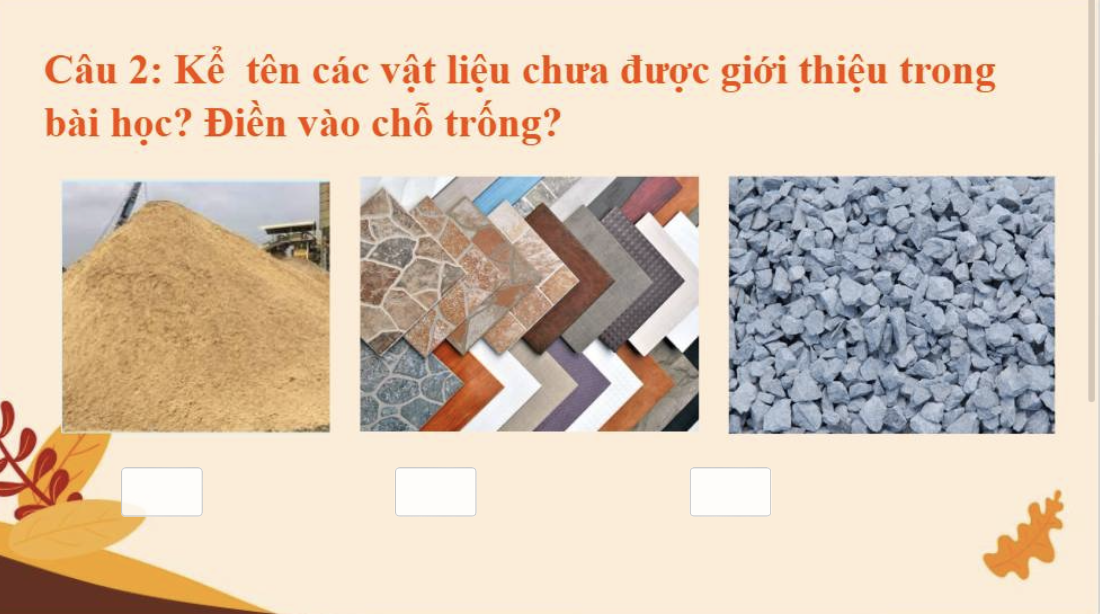 Câu 2: Kể tên các vật liệu chưa được giới thiệu trong
bài học? Điền vào chỗ trống?